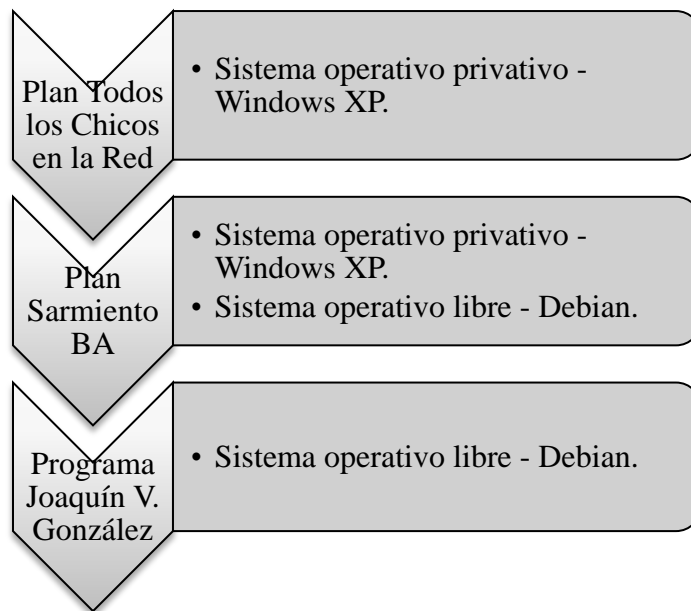 Plan Todos
los Chicos
en la Red
• Sistema operativo privativo -
Windows XP.
Plan
Sarmiento
BA
• Sistema operativo privativo -
Windows XP.
• Sistema operativo libre - Debian.
Programa
Joaquín V.
González
• Sistema operativo libre - Debian.